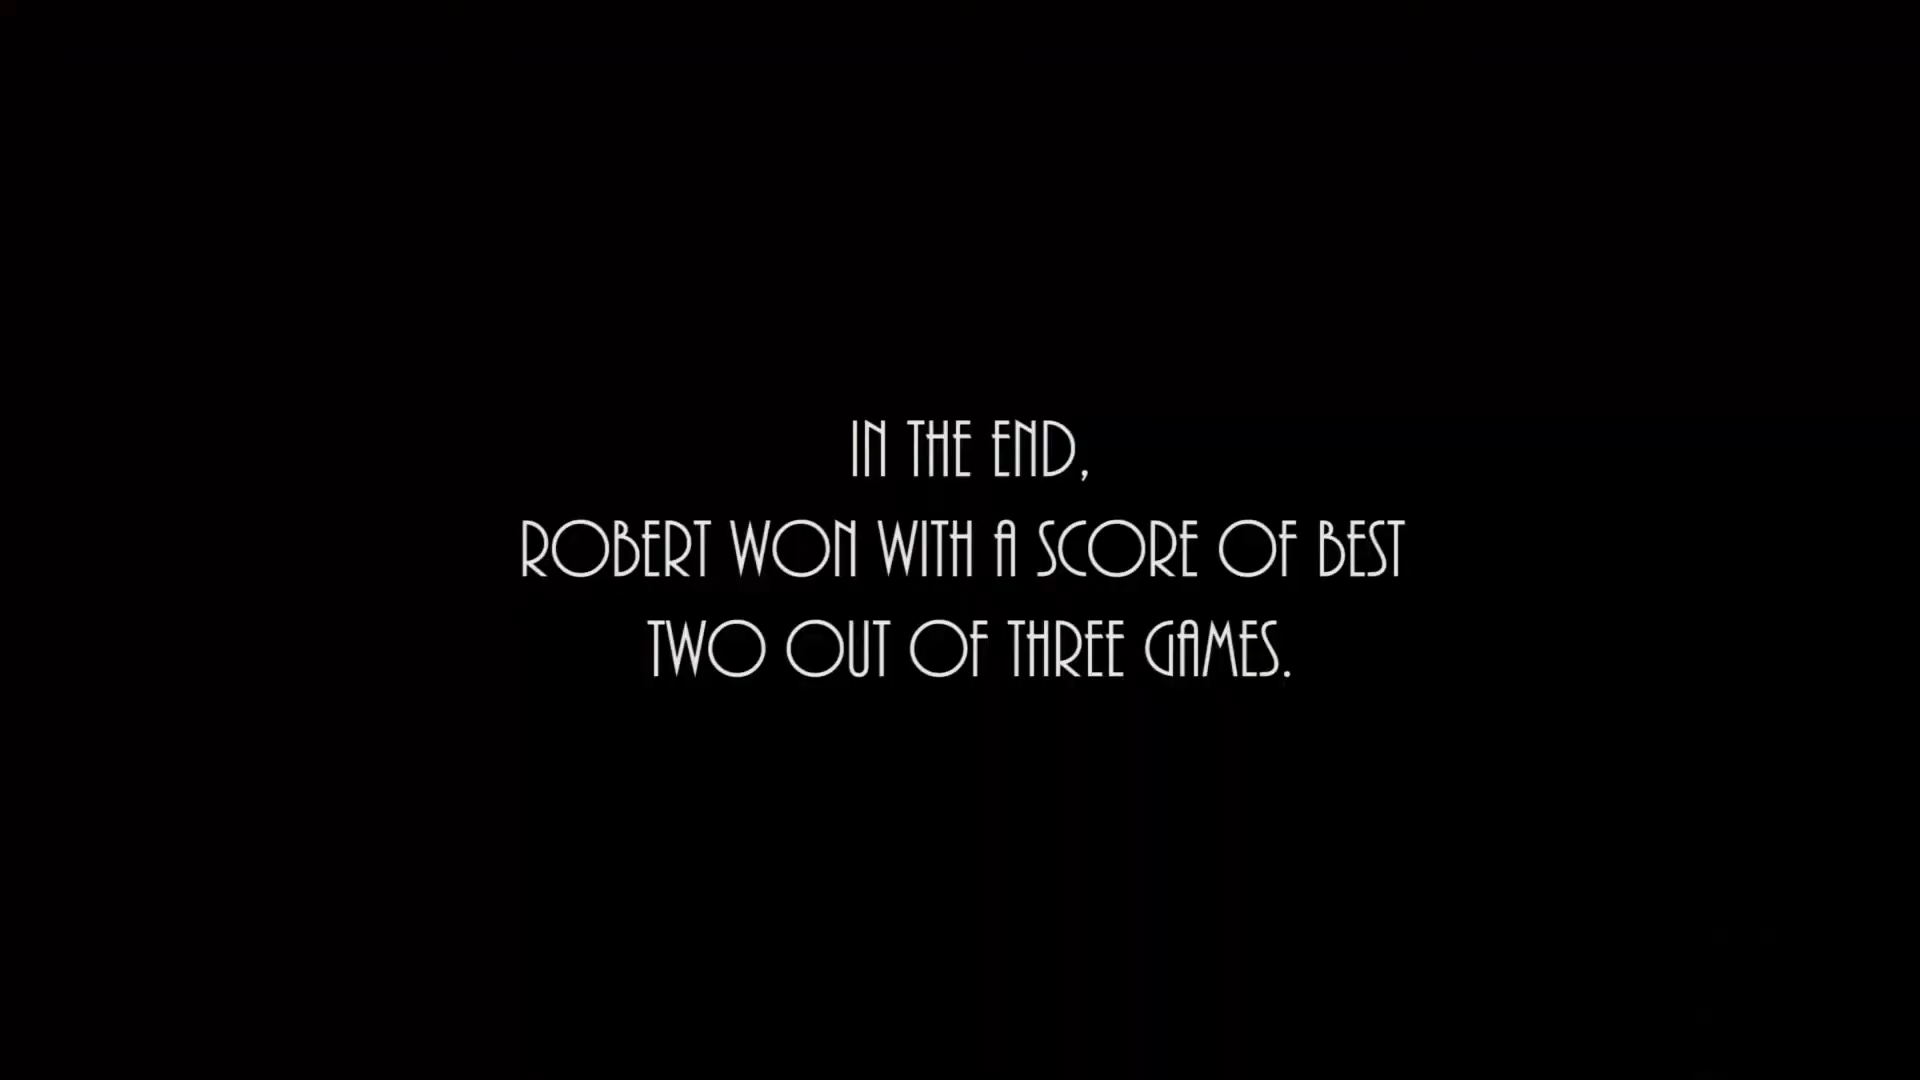 IN THE END,
ROBERT WON WITH A SCORE OF BEST
TWO OUT OF THREE GAMES.